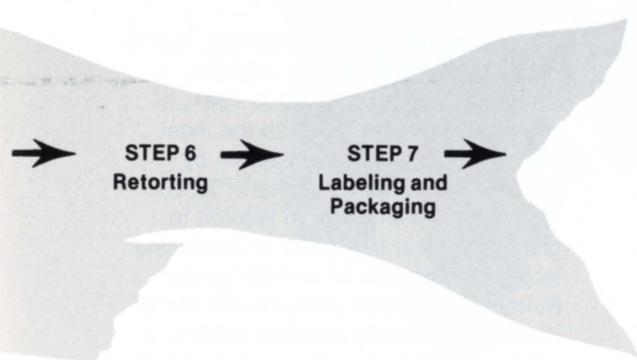 STEP 6
Retorting
STEP 7
Labeling and
Packaging